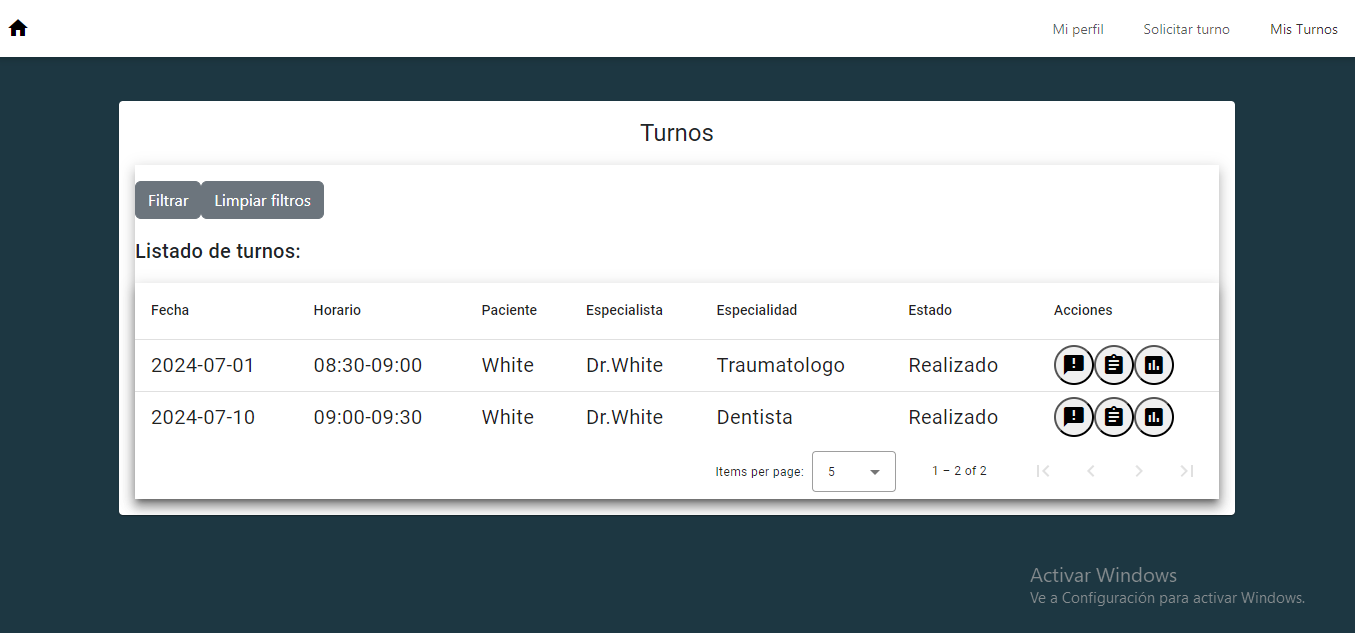 Mi perfil Solicitar turno Mis Turnos
Turnos
Filtrar Limpiar filtros
Listado de turnos:
Fecha Horario Paciente Especialista Especialidad Estado Acciones
2024-07-01 08:30-09:00 White Dr.White Traumatologo Realizado
2024-07-10 09:00-09:30 White Dr.White Dentista Realizado
Items per page: 5 1 – 2 of 2
Activar Windows
Ve a Configuración para activar Windows.